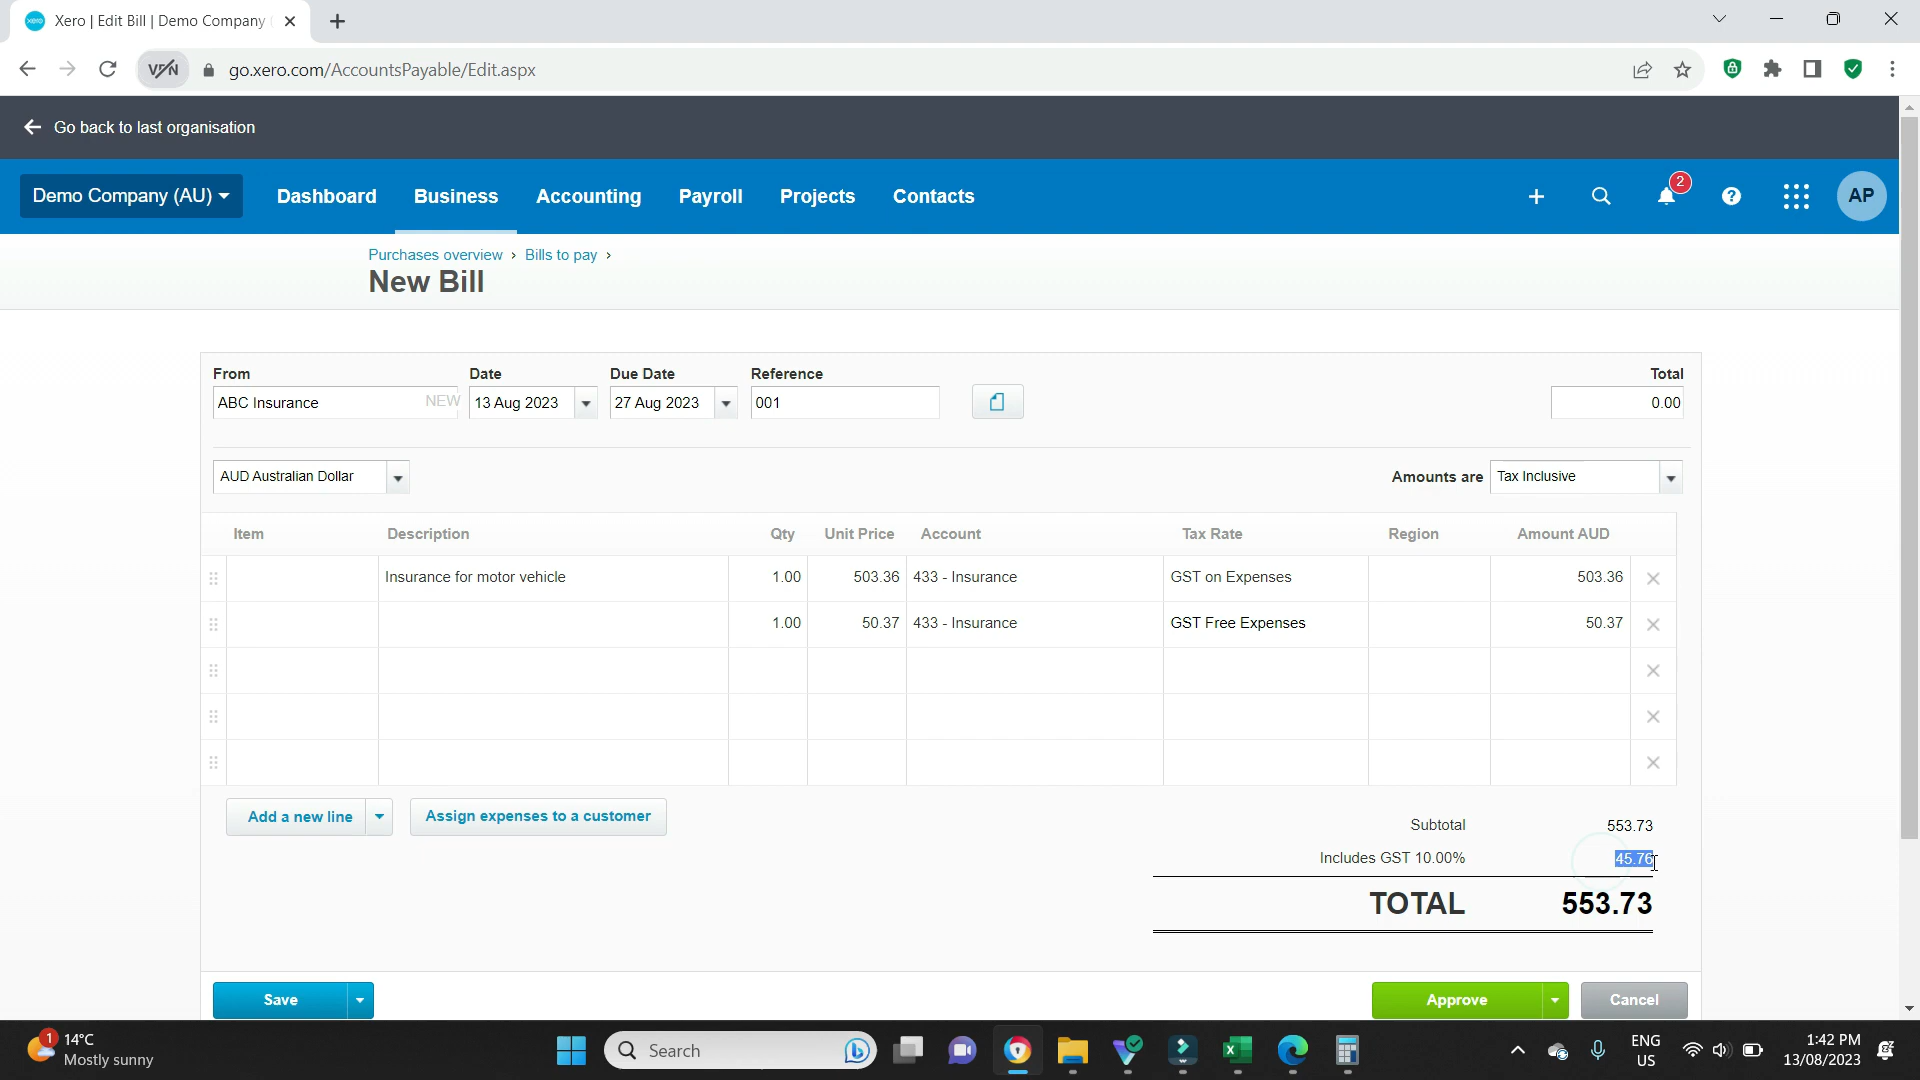 Xero | Edit Bill | Demo Company (
VPN go.xero.com/AccountsPayable/Edit.aspx
Go back to last organisation
Demo Company (AU) Dashboard Business Accounting Payroll Projects Contacts 2 AP
Purchases overview › Bills to pay ›
New Bill
From Date Due Date Reference Total
ABC Insurance NEW 13 Aug 2023 27 Aug 2023 001 0.00
AUD Australian Dollar Amounts are Tax Inclusive
Item Description Qty Unit Price Account Tax Rate Region Amount AUD
Insurance for motor vehicle 1.00 503.36 433 - Insurance GST on Expenses 503.36
1.00 50.37 433 - Insurance GST Free Expenses 50.37
Add a new line Assign expenses to a customer
Subtotal 553.73
Includes GST 10.00% 45.76
TOTAL 553.73
Save Approve Cancel
1 14°C
Mostly sunny
Search
ENG
US
1:42 PM
13/08/2023